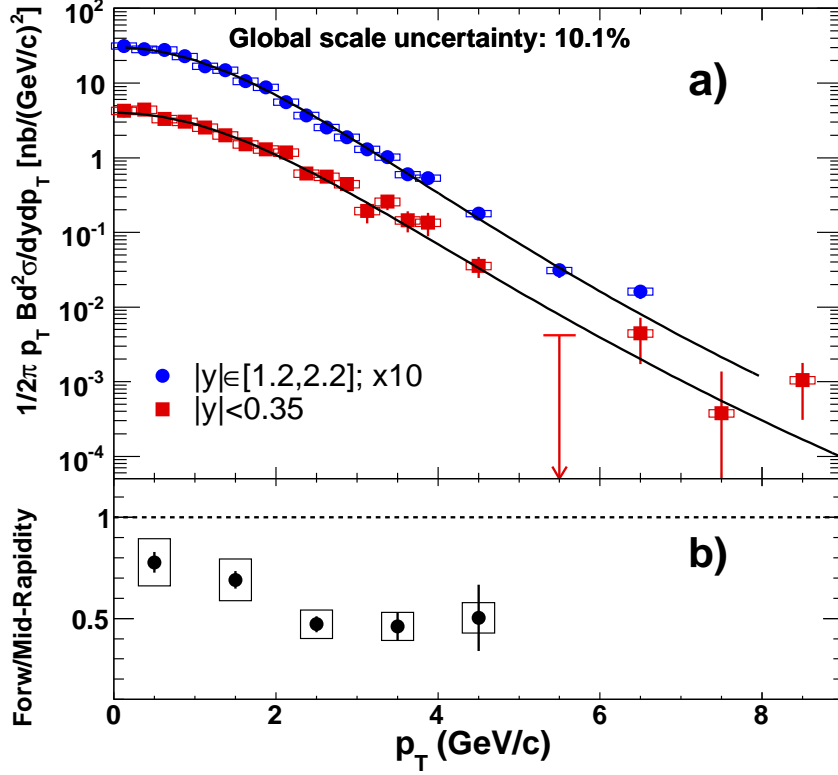 Global scale uncertainty: 10.1%
a)
1/2π p_T Bd²σ/dydp_T [nb/(GeV/c)²]
10²
10
1
10⁻¹
10⁻²
10⁻³
10⁻⁴
|y|∈[1.2,2.2]; x10
|y|<0.35
b)
Forw/Mid-Rapidity
1
0.5
0 2 4 6 8
p_T (GeV/c)